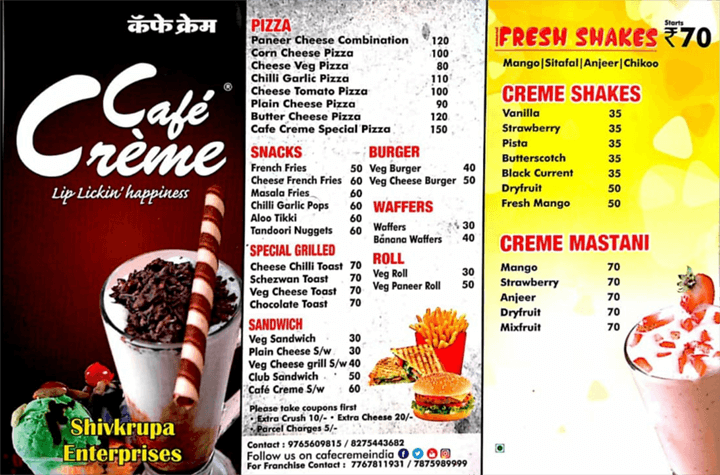 कॅफे क्रेम
Café
Crème ®
Lip Lickin' happiness
Shivkrupa
Enterprises
PIZZA
Paneer Cheese Combination 120
Corn Cheese Pizza 100
Cheese Veg Pizza 80
Chilli Garlic Pizza 110
Cheese Tomato Pizza 100
Plain Cheese Pizza 90
Butter Cheese Pizza 120
Cafe Creme Special Pizza 150
SNACKS
French Fries 50
Cheese French Fries 60
Masala Fries 60
Chilli Garlic Pops 60
Aloo Tikki 60
Tandoori Nuggets 60
SPECIAL GRILLED
Cheese Chilli Toast 70
Schezwan Toast 70
Veg Cheese Toast 70
Chocolate Toast 70
SANDWICH
Veg Sandwich 30
Plain Cheese S/w 30
Veg Cheese grill S/w 40
Club Sandwich 50
Café Creme S/w 60
BURGER
Veg Burger 40
Veg Cheese Burger 50
WAFFERS
Waffers 30
Banana Waffers 40
ROLL
Veg Roll 30
Veg Paneer Roll 50
Please take coupons first
• Extra Crush 10/- • Extra Cheese 20/-
• Parcel Charges 5/-
Contact : 9765609815 / 8275443682
Follow us on cafecremeindia
For Franchise Contact : 7767811931 / 7875989999
FRESH SHAKES Starts ₹70
Mango|Sitafal|Anjeer|Chikoo
CREME SHAKES
Vanilla 35
Strawberry 35
Pista 35
Butterscotch 35
Black Current 35
Dryfruit 50
Fresh Mango 50
CREME MASTANI
Mango 70
Strawberry 70
Anjeer 70
Dryfruit 70
Mixfruit 70